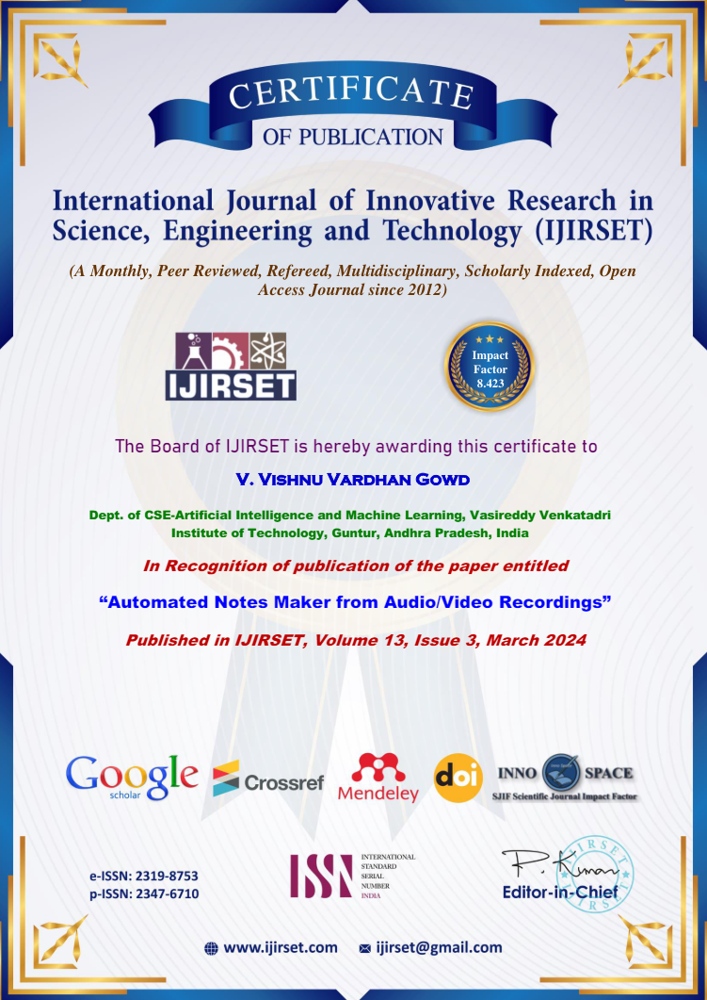 CERTIFICATE
OF PUBLICATION
International Journal of Innovative Research in
Science, Engineering and Technology (IJIRSET)
(A Monthly, Peer Reviewed, Refereed, Multidisciplinary, Scholarly Indexed, Open
Access Journal since 2012)
IJIRSET
Impact
Factor
8.423
The Board of IJIRSET is hereby awarding this certificate to
V. Vishnu Vardhan Gowd
Dept. of CSE-Artificial Intelligence and Machine Learning, Vasireddy Venkatadri
Institute of Technology, Guntur, Andhra Pradesh, India
In Recognition of publication of the paper entitled
“Automated Notes Maker from Audio/Video Recordings”
Published in IJIRSET, Volume 13, Issue 3, March 2024
Google
scholar
Crossref
Mendeley
doi
INNO SPACE
SJIF Scientific Journal Impact Factor
e-ISSN: 2319-8753
p-ISSN: 2347-6710
ISSN
INTERNATIONAL
STANDARD
SERIAL
NUMBER
INDIA
P. Kumar
IJIRSET
IJIRSET
Editor-in-Chief
www.ijirset.com ijirset@gmail.com